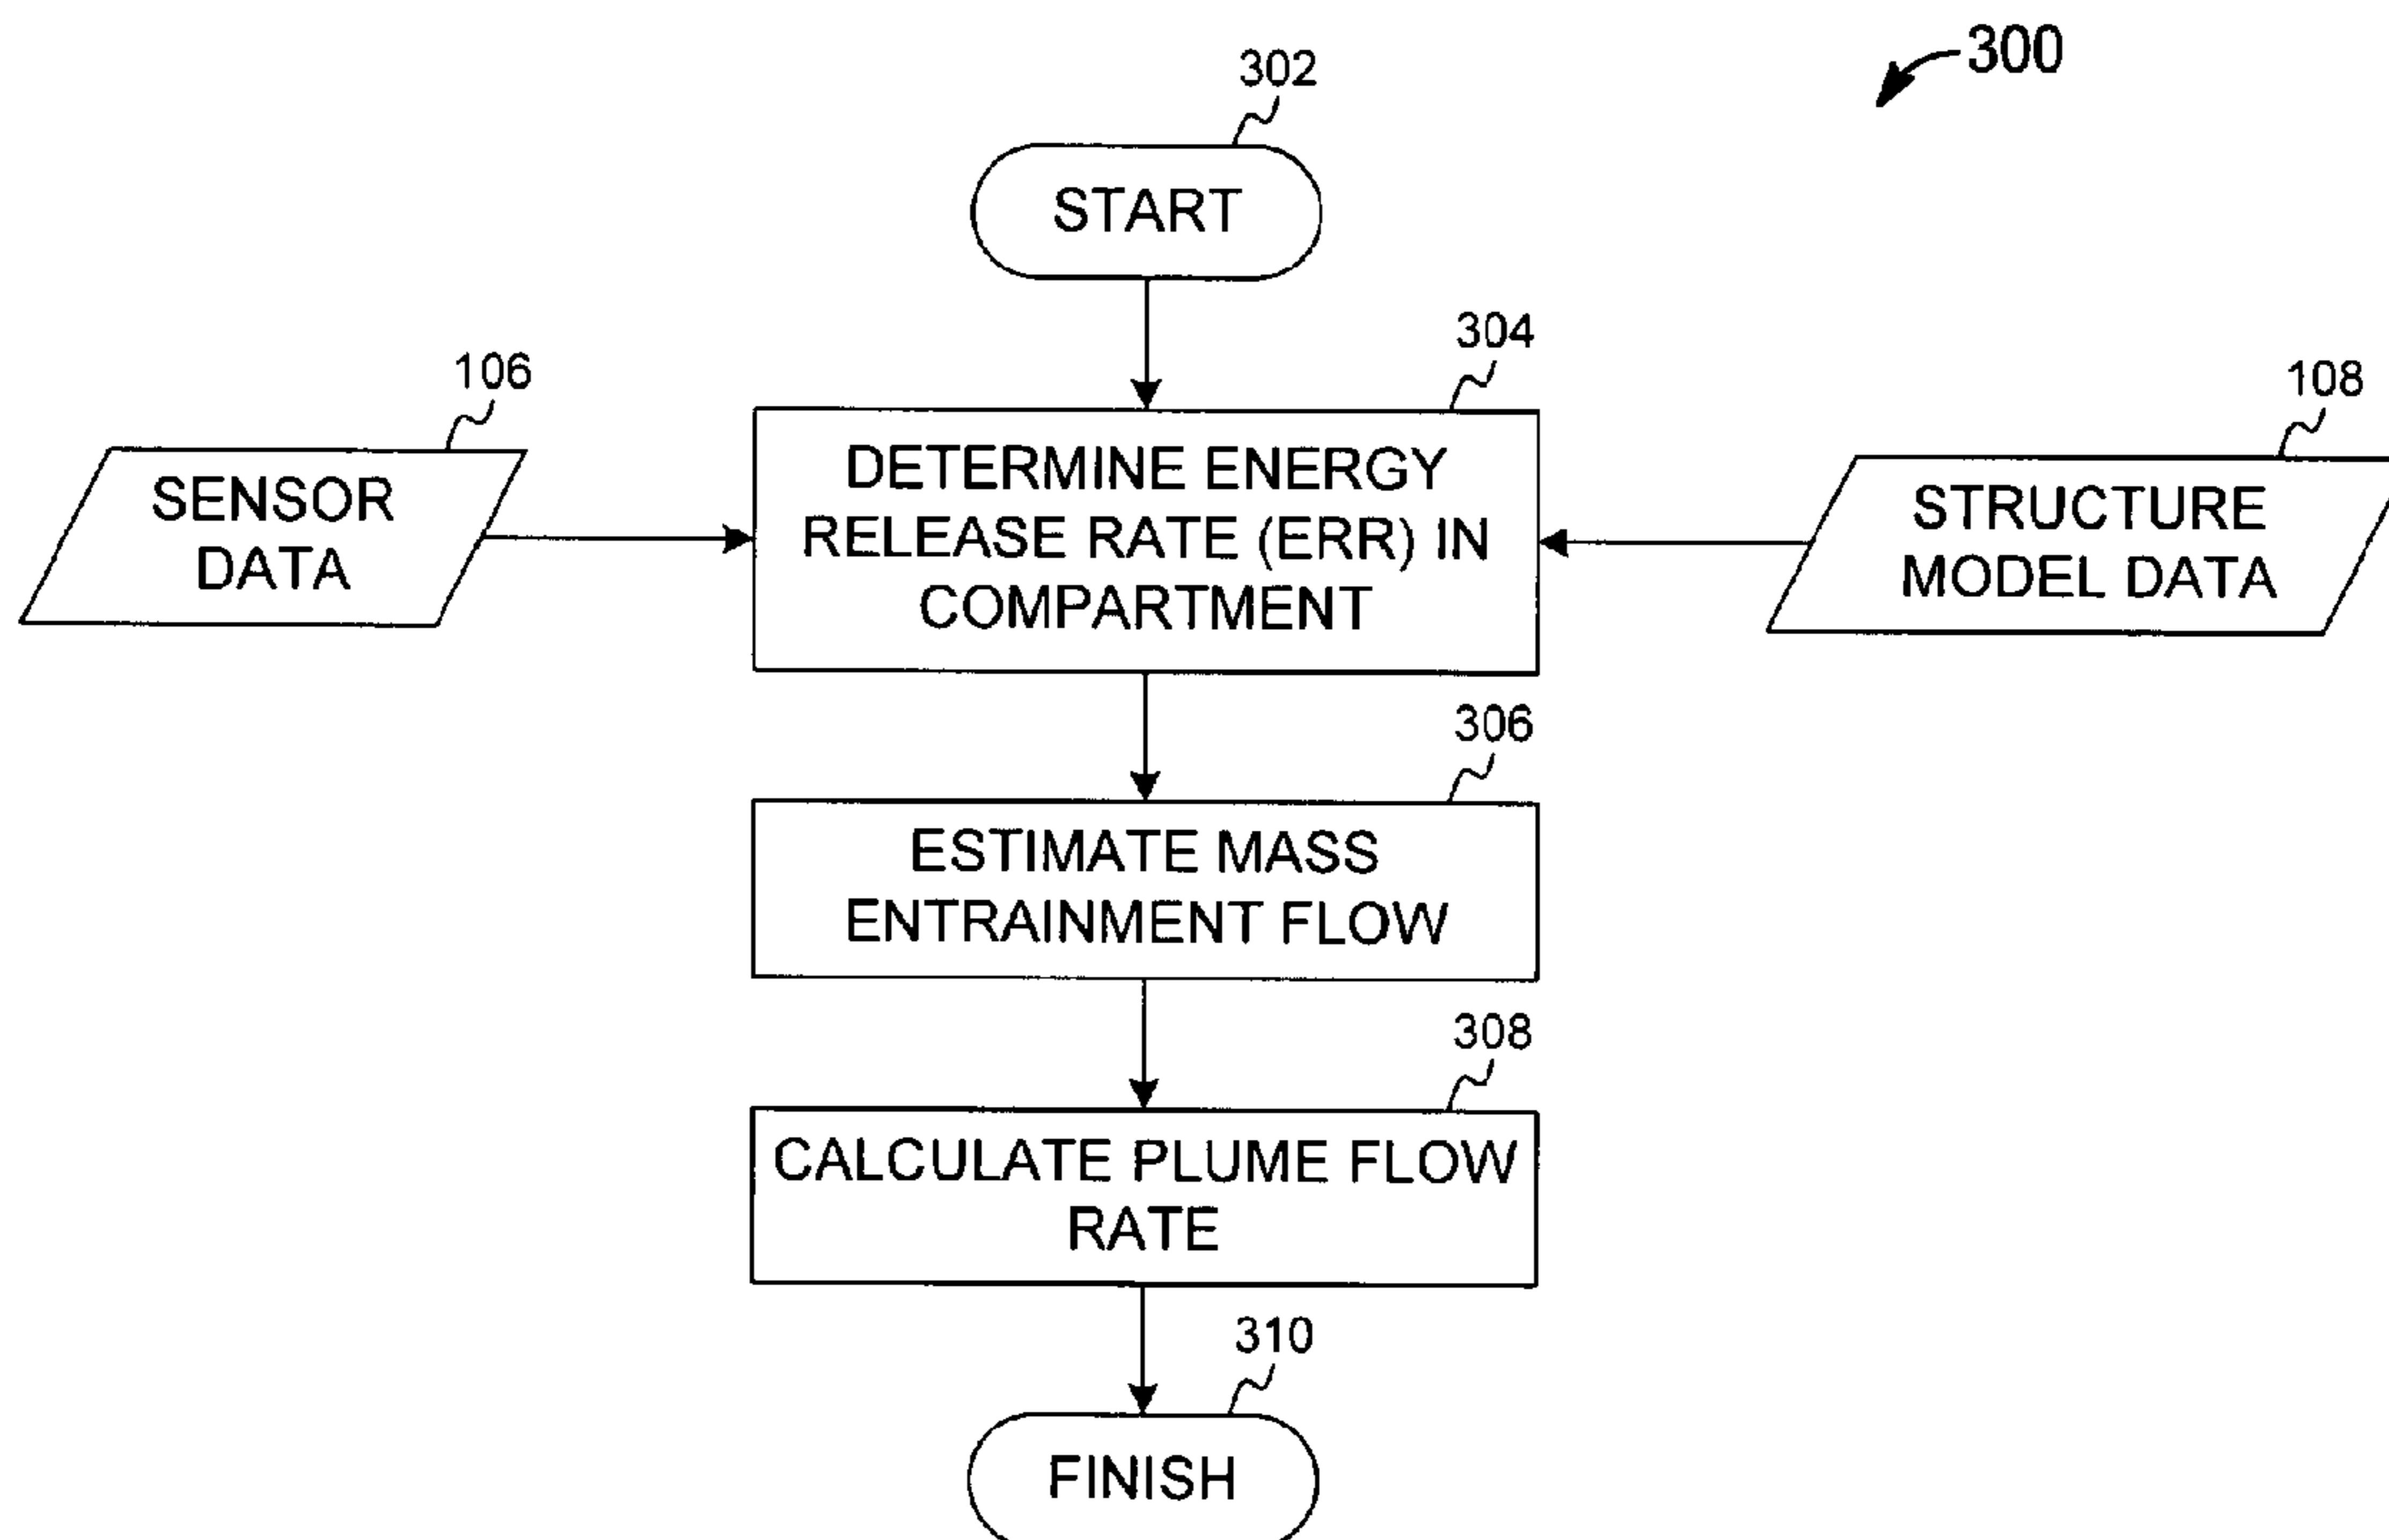 300
302
START
304
106
108
DETERMINE ENERGY
RELEASE RATE (ERR) IN
COMPARTMENT
SENSOR
DATA
STRUCTURE
MODEL DATA
306
ESTIMATE MASS
ENTRAINMENT FLOW
308
CALCULATE PLUME FLOW
RATE
310
FINISH